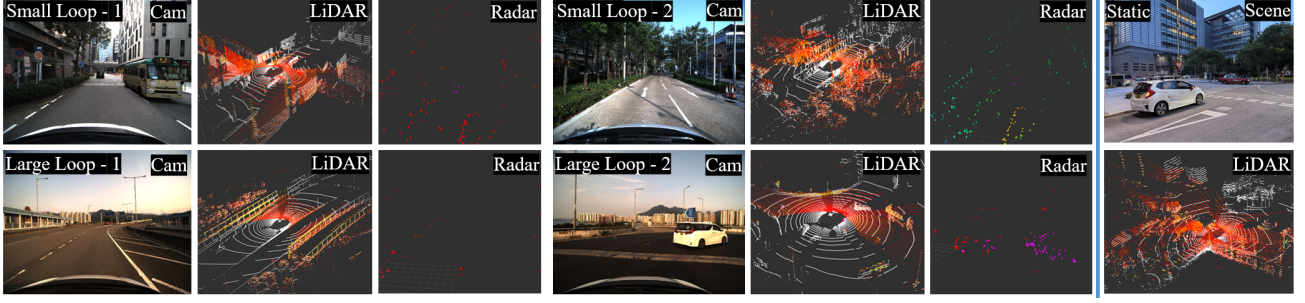 Small Loop - 1 Cam
LiDAR
Radar
Small Loop - 2 Cam
LiDAR
Radar
Static Scene
Large Loop - 1 Cam
LiDAR
Radar
Large Loop - 2 Cam
LiDAR
Radar
LiDAR